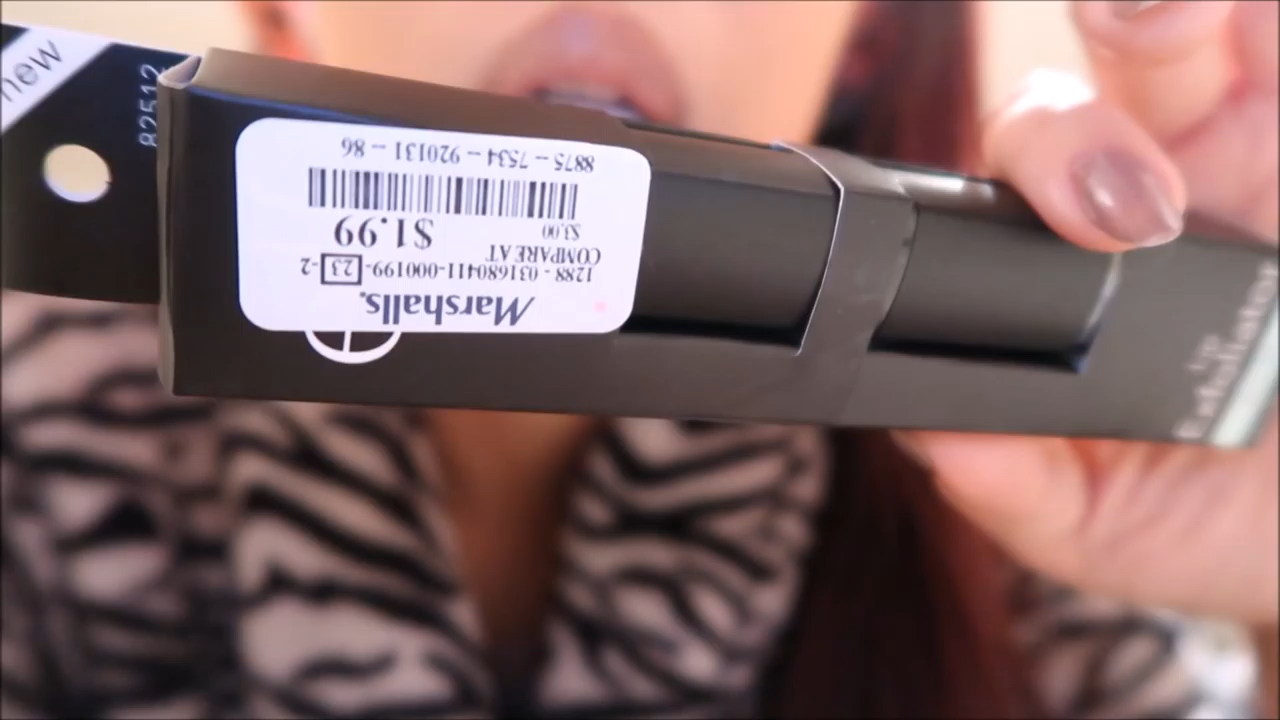 new
82512
Marshalls.
1288 - 031680411-000199- 23 -2
COMPARE AT
$3.00
$1.99
8875 - 7534 - 920131 - 86
Lip
Exfoliator